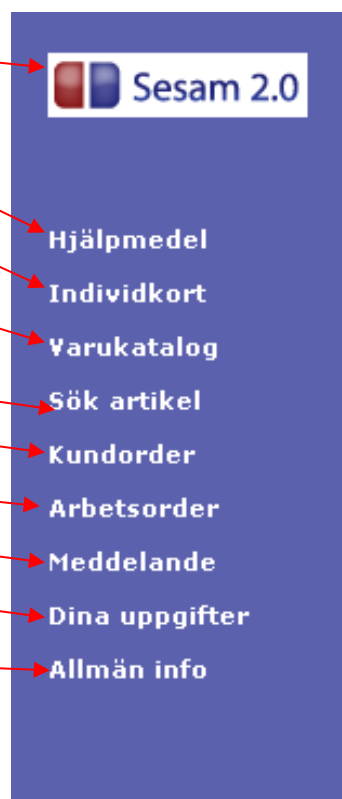 Sesam 2.0
Hjälpmedel
Individkort
Varukatalog
Sök artikel
Kundorder
Arbetsorder
Meddelande
Dina uppgifter
Allmän info